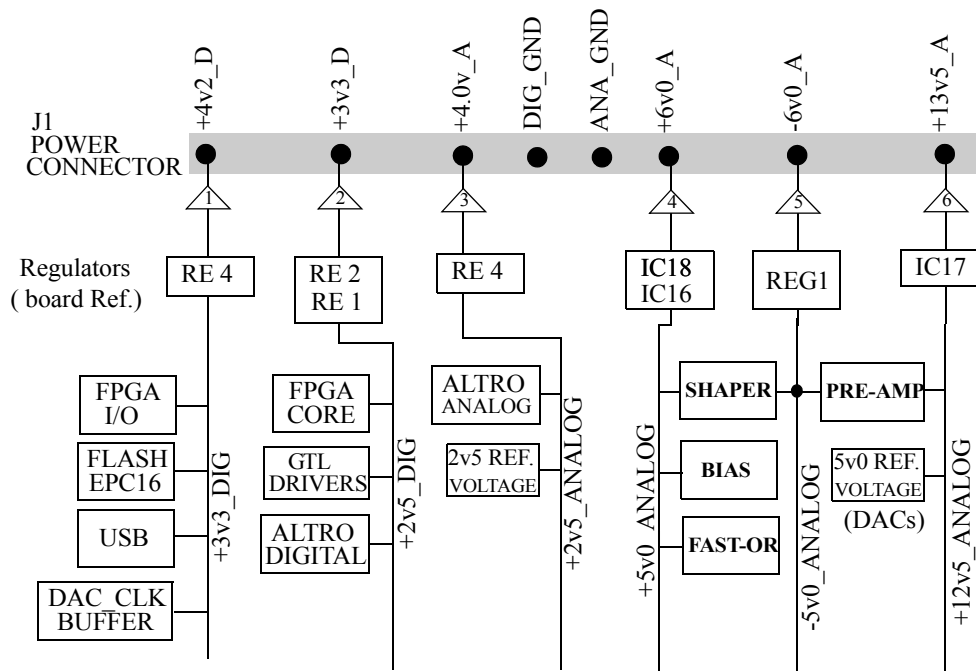 +4v2_D
+3v3_D
+4.0v_A
DIG_GND
ANA_GND
+6v0_A
-6v0_A
+13v5_A
J1
POWER
CONNECTOR
1
2
3
4
5
6
Regulators
( board Ref.)
RE 4
RE 2
RE 1
RE 4
IC18
IC16
REG1
IC17
FPGA
I/O
FLASH
EPC16
USB
DAC_CLK
BUFFER
+3v3_DIG
FPGA
CORE
GTL
DRIVERS
ALTRO
DIGITAL
+2v5_DIG
ALTRO
ANALOG
2v5 REF.
VOLTAGE
+2v5_ANALOG
+5v0_ANALOG
SHAPER
BIAS
FAST-OR
-5v0_ANALOG
PRE-AMP
5v0 REF.
VOLTAGE
(DACs)
+12v5_ANALOG